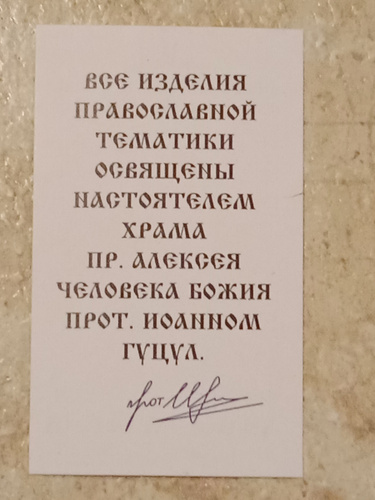 ВСЕ ИЗДЕЛИЯ
ПРАВОСЛАВНОЙ
ТЕМАТИКИ
ОСВЯЩЕНЫ
НАСТОЯТЕЛЕМ
ХРАМА
ПР. АЛЕКСЕЯ
ЧЕЛОВЕКА БОЖИЯ
ПРОТ. ИОАННОМ
ГУЦУЛ.
прот